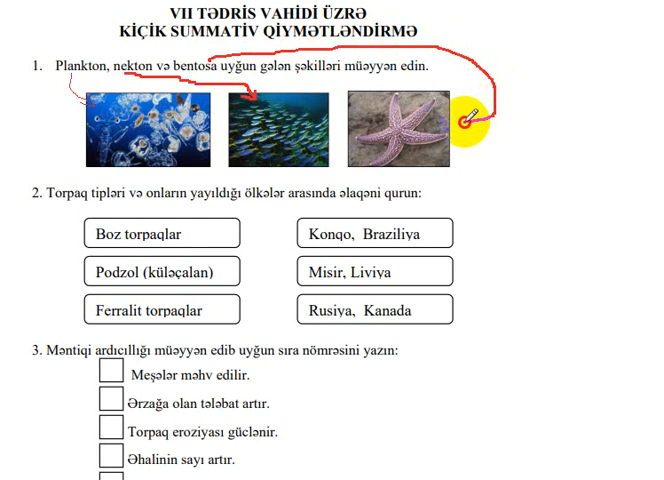 VII TƏDRİS VAHİDİ ÜZRƏ
KİÇİK SUMMATİV QİYMƏTLƏNDİRMƏ
1. Plankton, nekton və bentosa uyğun gələn şəkilləri müəyyən edin.
2. Torpaq tipləri və onların yayıldığı ölkələr arasında əlaqəni qurun:
Boz torpaqlar
Konqo, Braziliya
Podzol (küləçalan)
Misir, Liviya
Ferralit torpaqlar
Rusiya, Kanada
3. Məntiqi ardıcıllığı müəyyən edib uyğun sıra nömrəsini yazın:
Meşələr məhv edilir.
Ərzağa olan tələbat artır.
Torpaq eroziyası güclənir.
Əhalinin sayı artır.